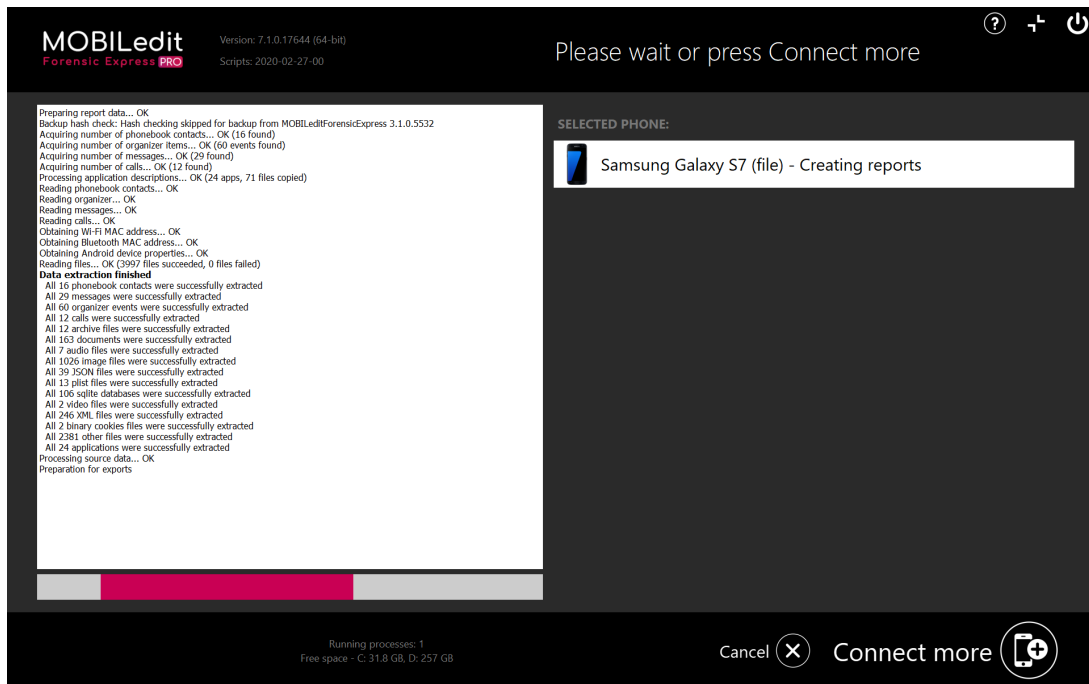 MOBILedit
Forensic Express PRO
Version: 7.1.0.17644 (64-bit)
Scripts: 2020-02-27-00
Please wait or press Connect more
?
Preparing report data... OK
Backup hash check: Hash checking skipped for backup from MOBILeditForensicExpress 3.1.0.5532
Acquiring number of phonebook contacts... OK (16 found)
Acquiring number of organizer items... OK (60 events found)
Acquiring number of messages... OK (29 found)
Acquiring number of calls... OK (12 found)
Processing application descriptions... OK (24 apps, 71 files copied)
Reading phonebook contacts... OK
Reading organizer... OK
Reading messages... OK
Reading calls... OK
Obtaining Wi-Fi MAC address... OK
Obtaining Bluetooth MAC address... OK
Obtaining Android device properties... OK
Reading files... OK (3997 files succeeded, 0 files failed)
Data extraction finished
All 16 phonebook contacts were successfully extracted
All 29 messages were successfully extracted
All 60 organizer events were successfully extracted
All 12 calls were successfully extracted
All 12 archive files were successfully extracted
All 163 documents were successfully extracted
All 7 audio files were successfully extracted
All 1026 image files were successfully extracted
All 39 JSON files were successfully extracted
All 13 plist files were successfully extracted
All 106 sqlite databases were successfully extracted
All 2 video files were successfully extracted
All 246 XML files were successfully extracted
All 2 binary cookies files were successfully extracted
All 2381 other files were successfully extracted
All 24 applications were successfully extracted
Processing source data... OK
Preparation for exports
SELECTED PHONE:
Samsung Galaxy S7 (file) - Creating reports
Running processes: 1
Free space - C: 31.8 GB, D: 257 GB
Cancel
Connect more